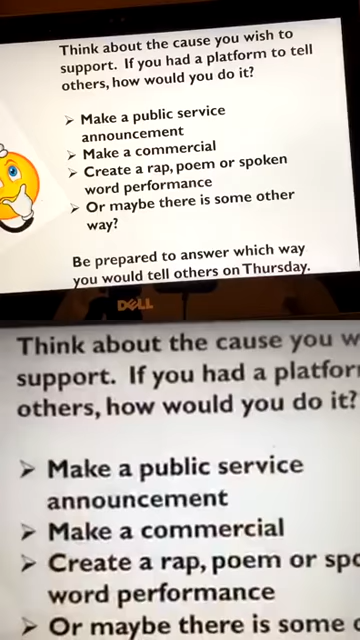 Think about the cause you wish to
support. If you had a platform to tell
others, how would you do it?
➢ Make a public service
announcement
➢ Make a commercial
➢ Create a rap, poem or spoken
word performance
➢ Or maybe there is some other
way?
Be prepared to answer which way
you would tell others on Thursday.
DELL
Think about the cause you w
support. If you had a platfor
others, how would you do it?
➢ Make a public service
announcement
➢ Make a commercial
➢ Create a rap, poem or spo
word performance
➢ Or maybe there is some o